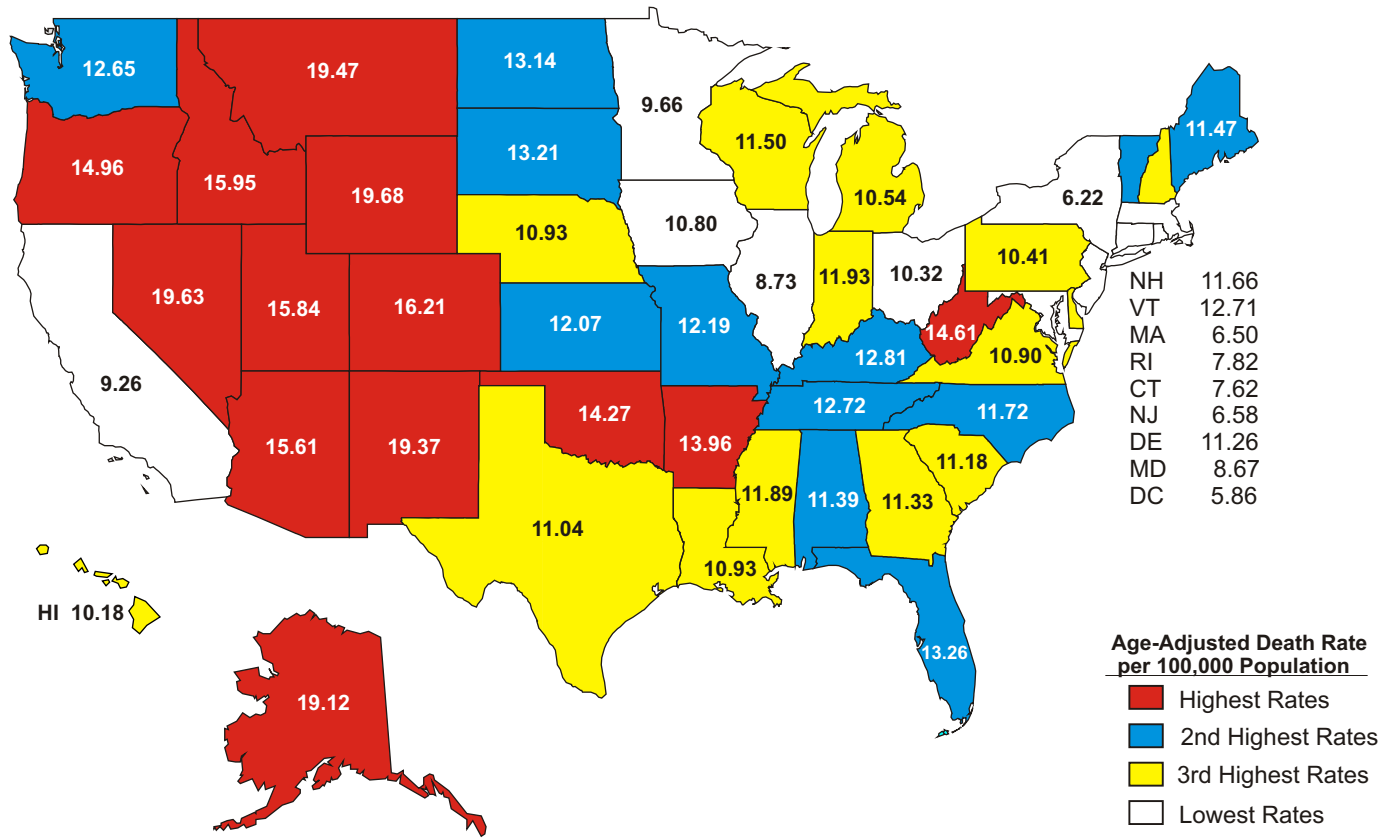 12.65
19.47
13.14
9.66
11.47
14.96
15.95
19.68
13.21
11.50
10.54
6.22
10.93
10.80
10.41
19.63
15.84
16.21
12.07
12.19
8.73
11.93
10.32
14.61
10.90
9.26
12.81
12.72
11.72
15.61
19.37
14.27
13.96
11.18
11.89
11.39
11.33
11.04
10.93
13.26
HI 10.18
19.12
NH 11.66
VT 12.71
MA 6.50
RI 7.82
CT 7.62
NJ 6.58
DE 11.26
MD 8.67
DC 5.86
Age-Adjusted Death Rate
per 100,000 Population
Highest Rates
2nd Highest Rates
3rd Highest Rates
Lowest Rates